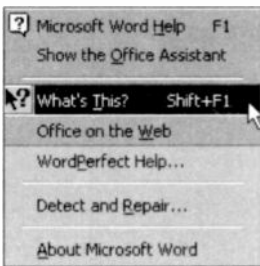 Microsoft Word Help F1
Show the Office Assistant
What's This? Shift+F1
Office on the Web
WordPerfect Help...
Detect and Repair...
About Microsoft Word